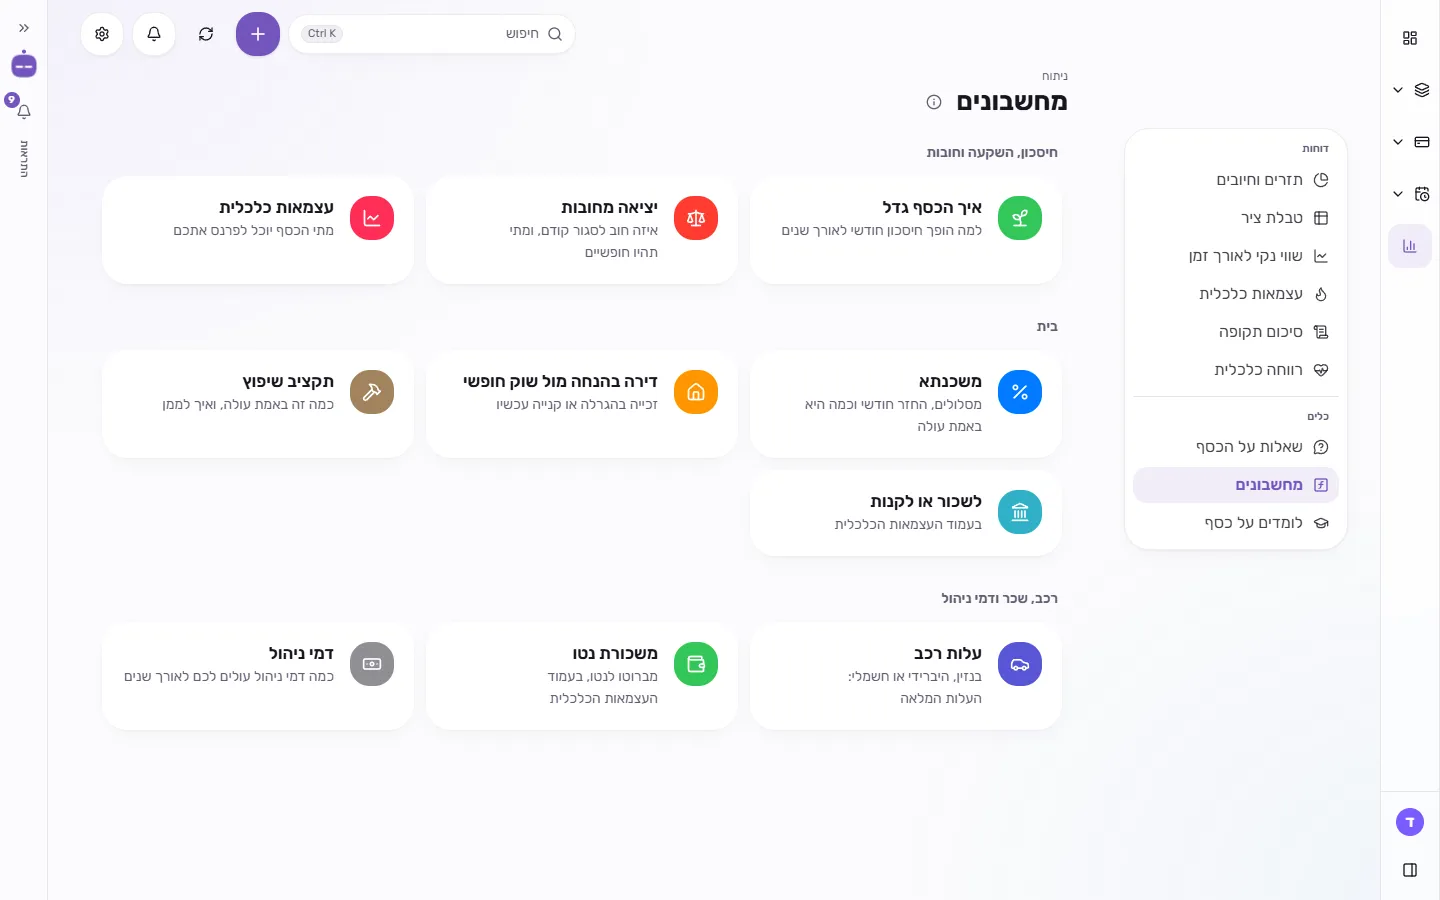 חיפוש
Ctrl K
ניתוח
מחשבונים
דוחות
תזרים וחיובים
טבלת ציר
שווי נקי לאורך זמן
עצמאות כלכלית
סיכום תקופה
רווחה כלכלית
כלים
שאלות על הכסף
מחשבונים
לומדים על כסף
חיסכון, השקעה וחובות
איך הכסף גדל
למה הופך חיסכון חודשי לאורך שנים
יציאה מחובות
איזה חוב לסגור קודם, ומתי
תהיו חופשיים
עצמאות כלכלית
מתי הכסף יוכל לפרנס אתכם
בית
משכנתא
מסלולים, החזר חודשי וכמה היא
באמת עולה
דירה בהנחה מול שוק חופשי
זכייה בהגרלה או קנייה עכשיו
תקציב שיפוץ
כמה זה באמת עולה, ואיך לממן
לשכור או לקנות
בעמוד העצמאות הכלכלית
רכב, שכר ודמי ניהול
עלות רכב
בנזין, היברידי או חשמלי:
העלות המלאה
משכורת נטו
מברוטו לנטו, בעמוד
העצמאות הכלכלית
דמי ניהול
כמה דמי ניהול עולים לכם לאורך שנים
9
התראות
ד